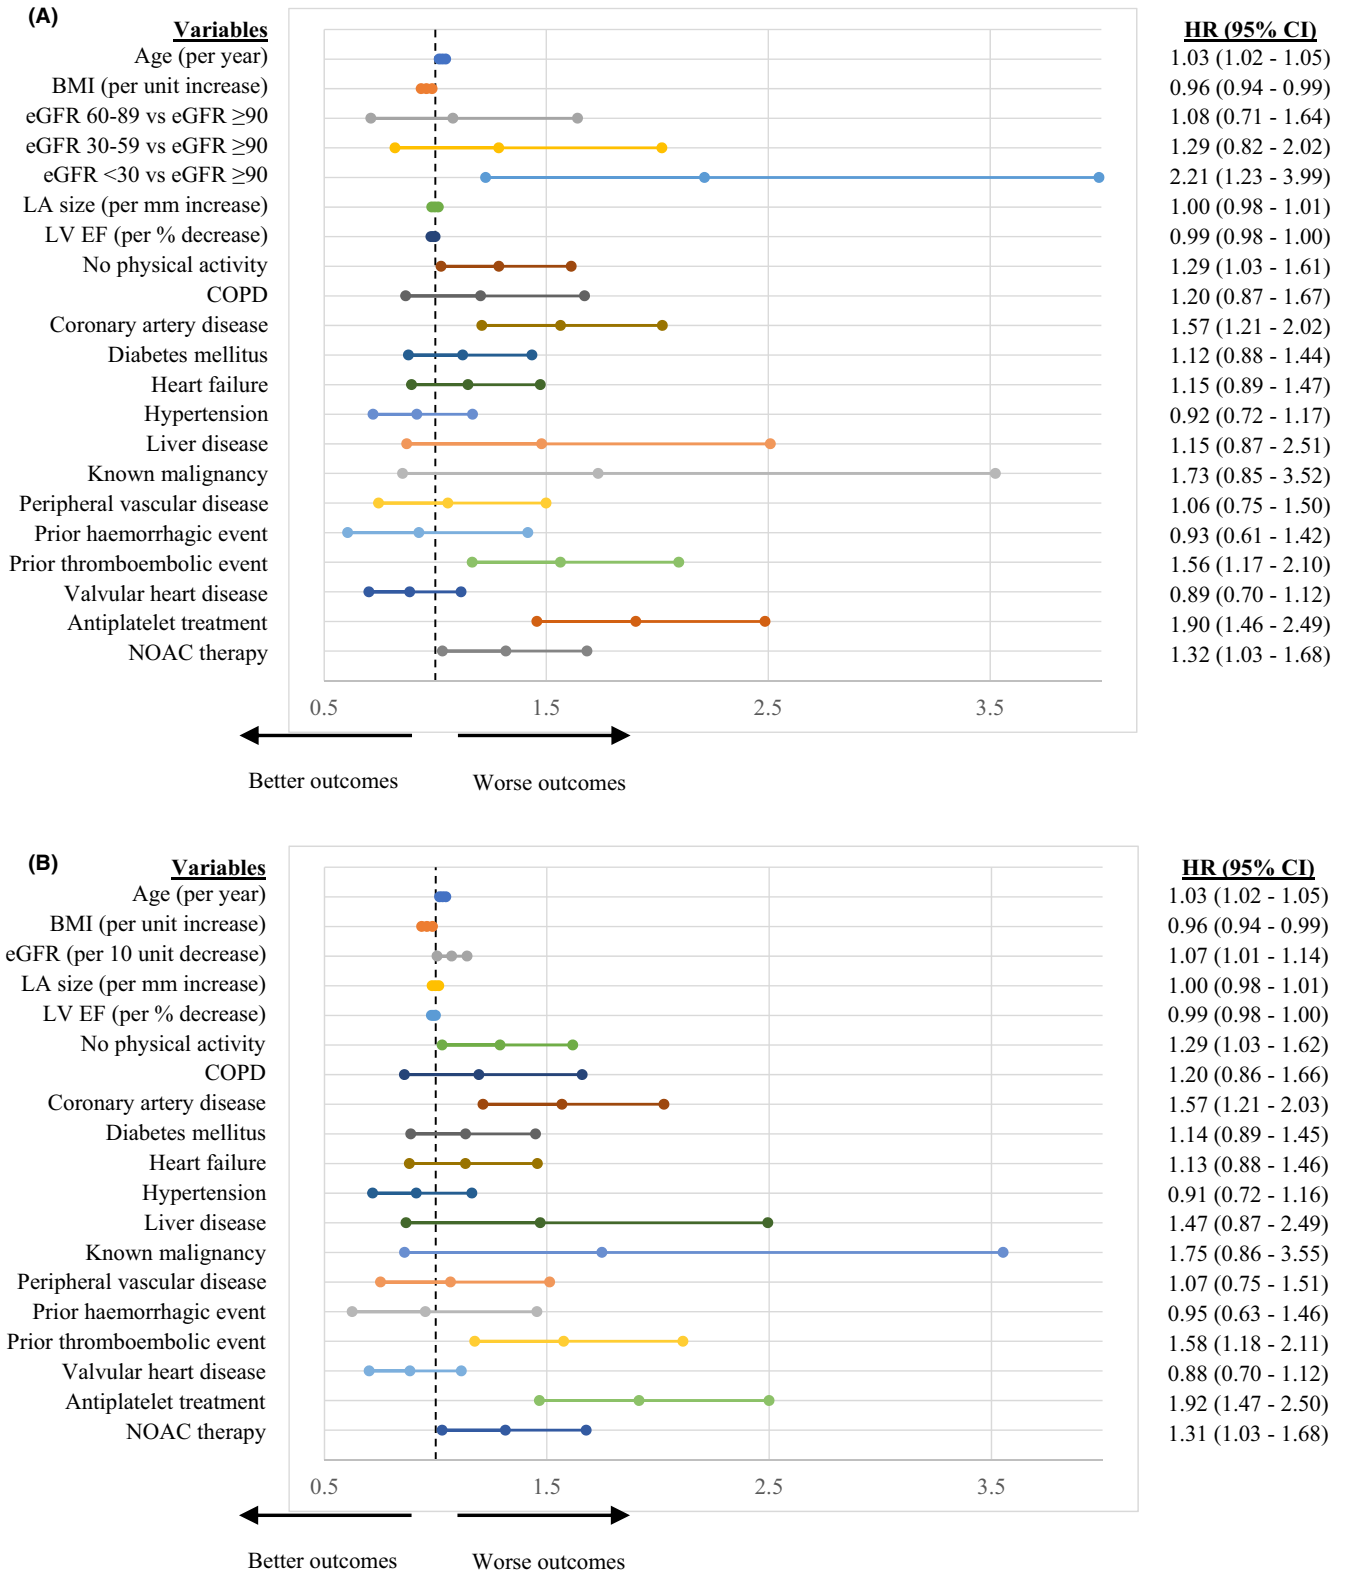 (A)
Variables HR (95% CI)
Age (per year) 1.03 (1.02 - 1.05)
BMI (per unit increase) 0.96 (0.94 - 0.99)
eGFR 60-89 vs eGFR ≥90 1.08 (0.71 - 1.64)
eGFR 30-59 vs eGFR ≥90 1.29 (0.82 - 2.02)
eGFR <30 vs eGFR ≥90 2.21 (1.23 - 3.99)
LA size (per mm increase) 1.00 (0.98 - 1.01)
LV EF (per % decrease) 0.99 (0.98 - 1.00)
No physical activity 1.29 (1.03 - 1.61)
COPD 1.20 (0.87 - 1.67)
Coronary artery disease 1.57 (1.21 - 2.02)
Diabetes mellitus 1.12 (0.88 - 1.44)
Heart failure 1.15 (0.89 - 1.47)
Hypertension 0.92 (0.72 - 1.17)
Liver disease 1.15 (0.87 - 2.51)
Known malignancy 1.73 (0.85 - 3.52)
Peripheral vascular disease 1.06 (0.75 - 1.50)
Prior haemorrhagic event 0.93 (0.61 - 1.42)
Prior thromboembolic event 1.56 (1.17 - 2.10)
Valvular heart disease 0.89 (0.70 - 1.12)
Antiplatelet treatment 1.90 (1.46 - 2.49)
NOAC therapy 1.32 (1.03 - 1.68)
0.5 1.5 2.5 3.5
Better outcomes Worse outcomes
(B)
Variables HR (95% CI)
Age (per year) 1.03 (1.02 - 1.05)
BMI (per unit increase) 0.96 (0.94 - 0.99)
eGFR (per 10 unit decrease) 1.07 (1.01 - 1.14)
LA size (per mm increase) 1.00 (0.98 - 1.01)
LV EF (per % decrease) 0.99 (0.98 - 1.00)
No physical activity 1.29 (1.03 - 1.62)
COPD 1.20 (0.86 - 1.66)
Coronary artery disease 1.57 (1.21 - 2.03)
Diabetes mellitus 1.14 (0.89 - 1.45)
Heart failure 1.13 (0.88 - 1.46)
Hypertension 0.91 (0.72 - 1.16)
Liver disease 1.47 (0.87 - 2.49)
Known malignancy 1.75 (0.86 - 3.55)
Peripheral vascular disease 1.07 (0.75 - 1.51)
Prior haemorrhagic event 0.95 (0.63 - 1.46)
Prior thromboembolic event 1.58 (1.18 - 2.11)
Valvular heart disease 0.88 (0.70 - 1.12)
Antiplatelet treatment 1.92 (1.47 - 2.50)
NOAC therapy 1.31 (1.03 - 1.68)
0.5 1.5 2.5 3.5
Better outcomes Worse outcomes